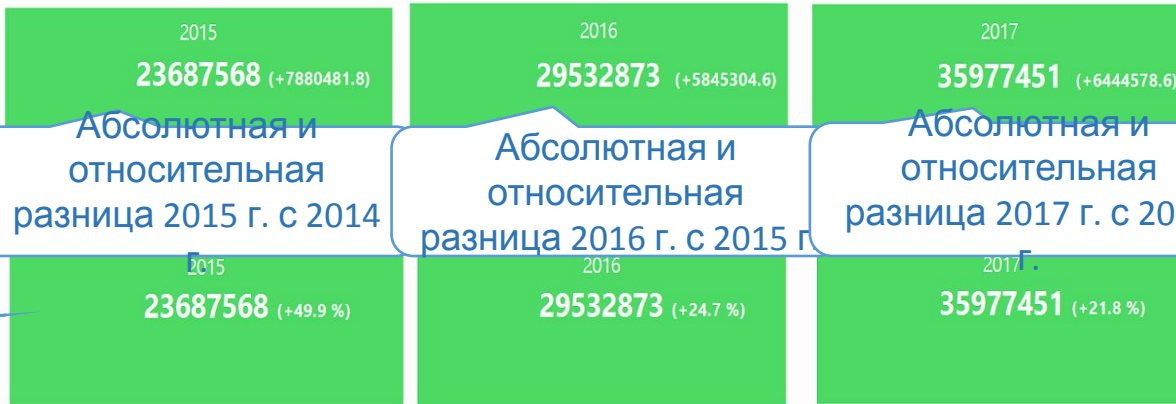 2015
23687568 (+7880481.8)
2016
29532873 (+5845304.6)
2017
35977451 (+6444578.6)
Абсолютная и
относительная
разница 2015 г. с 2014
г.
Абсолютная и
относительная
разница 2016 г. с 2015 г
Абсолютная и
относительная
разница 2017 г. с 20
г.
2015
23687568 (+49.9 %)
2016
29532873 (+24.7 %)
2017
35977451 (+21.8 %)